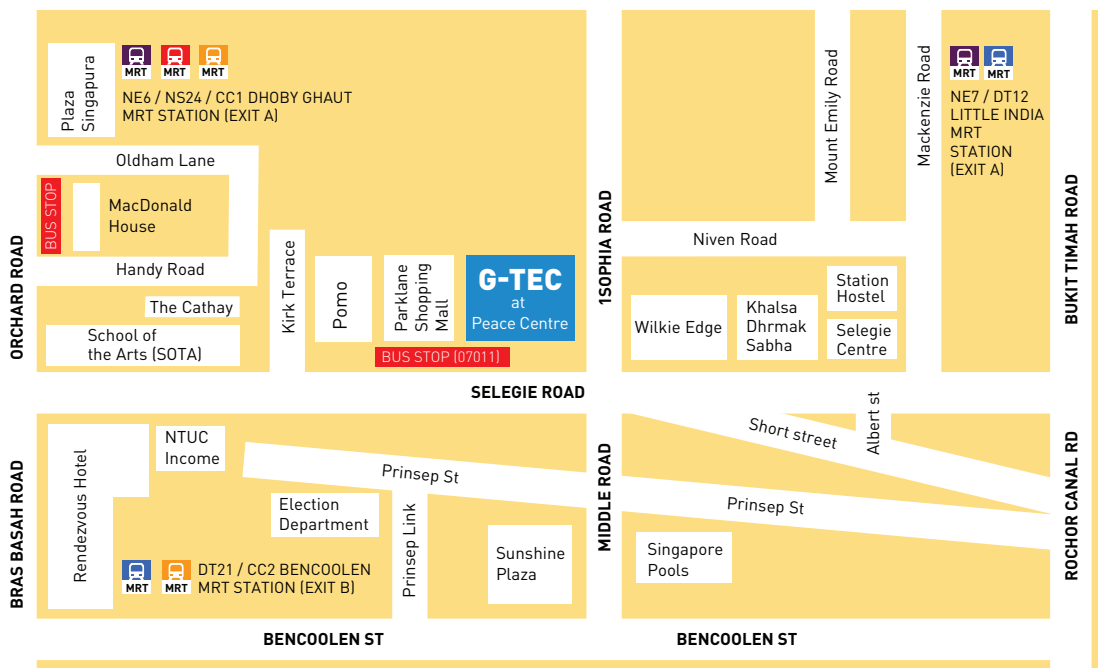 Plaza
Singapura
MRT
MRT
MRT
NE6 / NS24 / CC1 DHOBY GHAUT
MRT STATION (EXIT A)
Oldham Lane
BUS STOP
MacDonald
House
Handy Road
The Cathay
School of
the Arts (SOTA)
ORCHARD ROAD
Kirk Terrace
Pomo
Parklane
Shopping
Mall
G-TEC
at
Peace Centre
BUS STOP (07011)
1SOPHIA ROAD
Mount Emily Road
Mackenzie Road
MRT
MRT
NE7 / DT12
LITTLE INDIA
MRT
STATION
(EXIT A)
BUKIT TIMAH ROAD
Niven Road
Wilkie Edge
Khalsa
Dhrmak
Sabha
Station
Hostel
Selegie
Centre
SELEGIE ROAD
BRAS BASAH ROAD
Rendezvous Hotel
NTUC
Income
Prinsep St
Election
Department
Prinsep Link
Sunshine
Plaza
MRT
MRT
DT21 / CC2 BENCOOLEN
MRT STATION (EXIT B)
MIDDLE ROAD
Short street
Albert st
Prinsep St
Singapore
Pools
ROCHOR CANAL RD
BENCOOLEN ST
BENCOOLEN ST